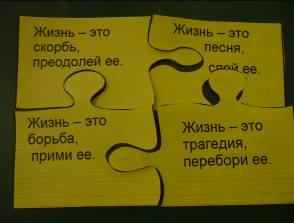 Жизнь – это
скорбь,
преодолей ее.
Жизнь – это
песня,
спой ее.
Жизнь – это
борьба,
прими ее.
Жизнь – это
трагедия,
перебори ее.